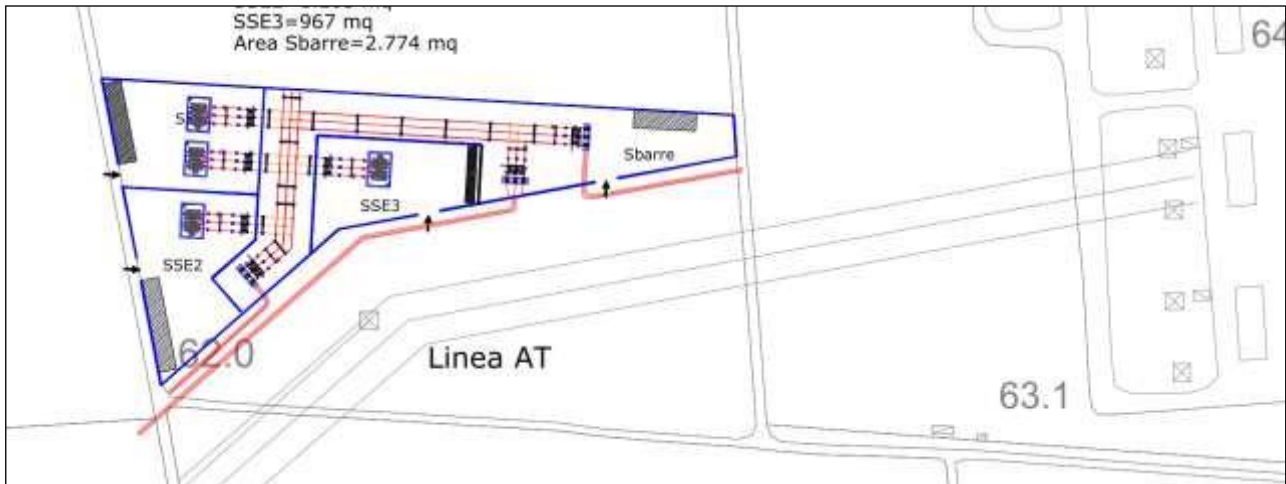 SSE3=967 mq
Area Sbarre=2.774 mq
64
Sbarre
SSE3
SSE2
62.0
Linea AT
63.1